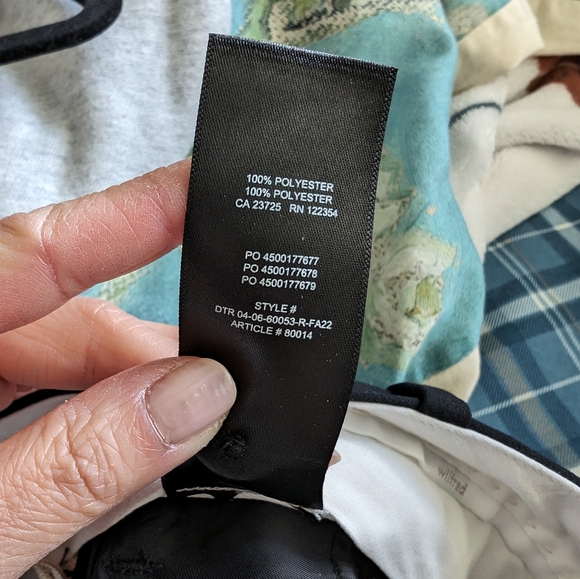 100% POLYESTER
100% POLYESTER
CA 23725 RN 122354
PO 4500177677
PO 4500177678
PO 4500177679
STYLE #
DTR 04-06-60053-R-FA22
ARTICLE # 80014
wilfred